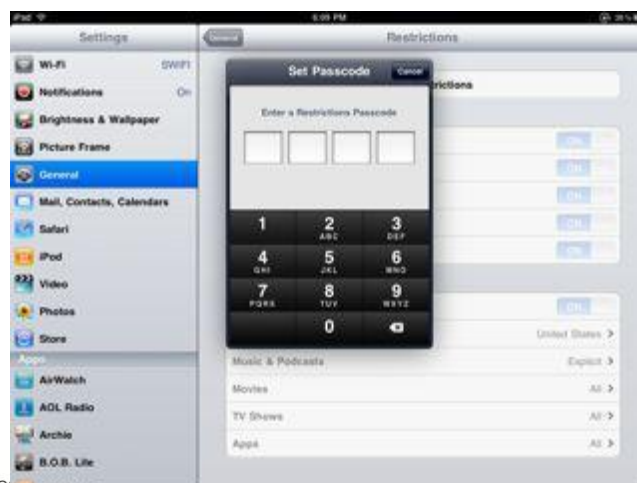 iPad 6:09 PM
Settings
General
Restrictions
Wi-Fi SWIFI
Notifications On
Brightness & Wallpaper
Picture Frame
General
Mail, Contacts, Calendars
Safari
iPod
Video
Photos
Store
Apps
AirWatch
AOL Radio
Archie
B.O.B. Lite
Set Passcode Cancel
Enter a Restrictions Passcode
1 2 3
ABC DEF
4 5 6
GHI JKL MNO
7 8 9
PQRS TUV WXYZ
0
rictions
ON
ON
ON
ON
ON
ON
United States
Music & Podcasts Explicit
Movies All
TV Shows All
Apps All